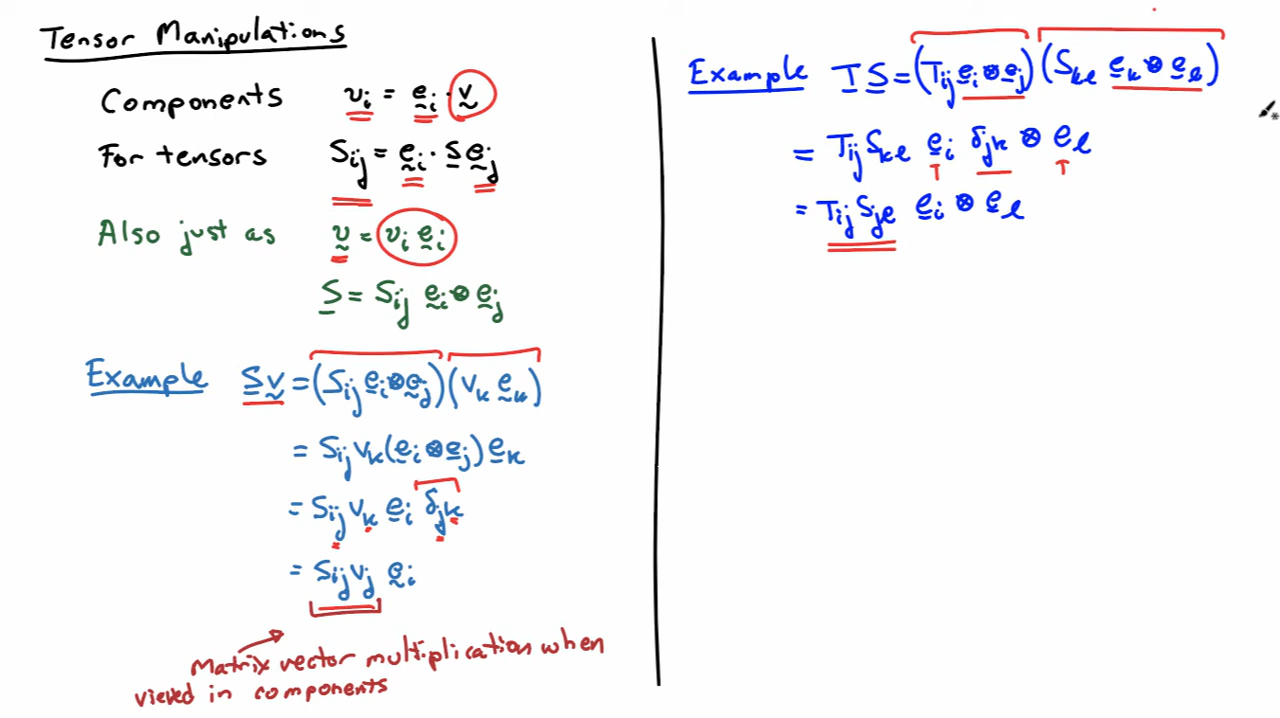 Tensor Manipulations
Components v_i = e_i · v
For tensors S_ij = e_i · S e_j
Also just as v = v_i e_i
S = S_ij e_i ⊗ e_j
Example S v = (S_ij e_i ⊗ e_j)(v_k e_k)
= S_ij v_k (e_i ⊗ e_j) e_k
= S_ij v_k e_i δ_jk
= S_ij v_j e_i
Matrix vector multiplication when
viewed in components
Example T S = (T_ij e_i ⊗ e_j)(S_kl e_k ⊗ e_l)
= T_ij S_kl e_i δ_jk ⊗ e_l
= T_ij S_jl e_i ⊗ e_l